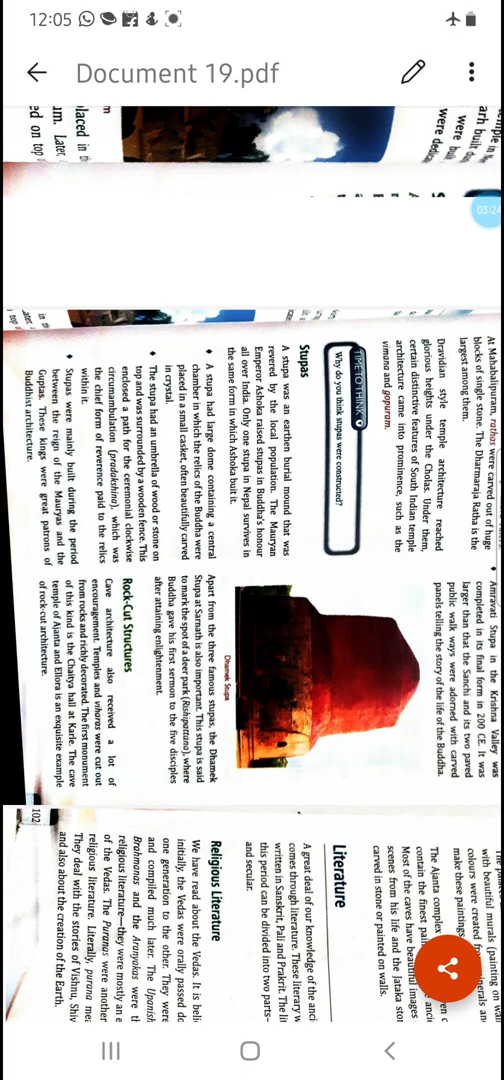 12:05
Document 19.pdf
03:24
At Mahabalipuram, rathas were carved out of huge
blocks of single stone. The Dharmaraja Ratha is the
largest among them.
Dravidian style temple architecture reached
glorious heights under the Cholas. Under them,
certain distinctive features of South Indian temple
architecture came into prominence, such as the
vimana and gopuram.
TIME TO THINK
Why do you think stupas were constructed?
Stupas
A stupa was an earthen burial mound that was
revered by the local population. The Mauryan
Emperor Ashoka raised stupas in Buddha's honour
all over India. Only one stupa in Nepal survives in
the same form in which Ashoka built it.
• A stupa had large dome containing a central
chamber in which the relics of the Buddha were
placed in a small casket, often beautifully carved
in crystal.
• The stupa had an umbrella of wood or stone on
top and was surrounded by a wooden fence. This
enclosed a path for the ceremonial clockwise
circumambulation (pradakshina), which was
the chief form of reverence paid to the relics
within it.
• Stupas were mainly built during the period
between the reign of the Mauryas and the
Guptas. These kings were great patrons of
Buddhist architecture.
• Amravati Stupa in the Krishna Valley was
completed in its final form in 200 CE. It was
larger than that the Sanchi and its two paved
public walk ways were adorned with carved
panels telling the story of the life of the Buddha.
Dhamek Stupa
Apart from the three famous stupas, the Dhamek
Stupa at Sarnath is also important. This stupa is said
to mark the spot of a deer park (Rishipattana), where
Buddha gave his first sermon to the five disciples
after attaining enlightenment.
Rock-Cut Structures
Cave architecture also received a lot of
encouragement. Temples and viharas were cut out
from rocks and richly decorated. The first monument
of this kind is the Chaitya hall at Karle. The cave
temple of Ajanta and Ellora is an exquisite example
of rock-cut architecture.
102
with beautiful murals (painting on
colours were created
make these paintings.
The Ajanta complex
contain the finest
Most of the caves have beautiful images
scenes from his life and the Jataka
carved in stone or painted on walls.
Literature
A great deal of our knowledge of the
comes through literature. These literary
written in Sanskrit, Pali and Prakrit. The
this period can be divided into two parts–
and secular.
Religious Literature
We have read about the Vedas. It is
initially, the Vedas were orally passed
one generation to the other. They were
and compiled much later. The
Brahmanas and the Aranyakas were
religious literature—they were mostly an
of the Vedas. The Puranas were another
religious literature. Literally, purana
They deal with the stories of Vishnu,
and also about the creation of the Earth.